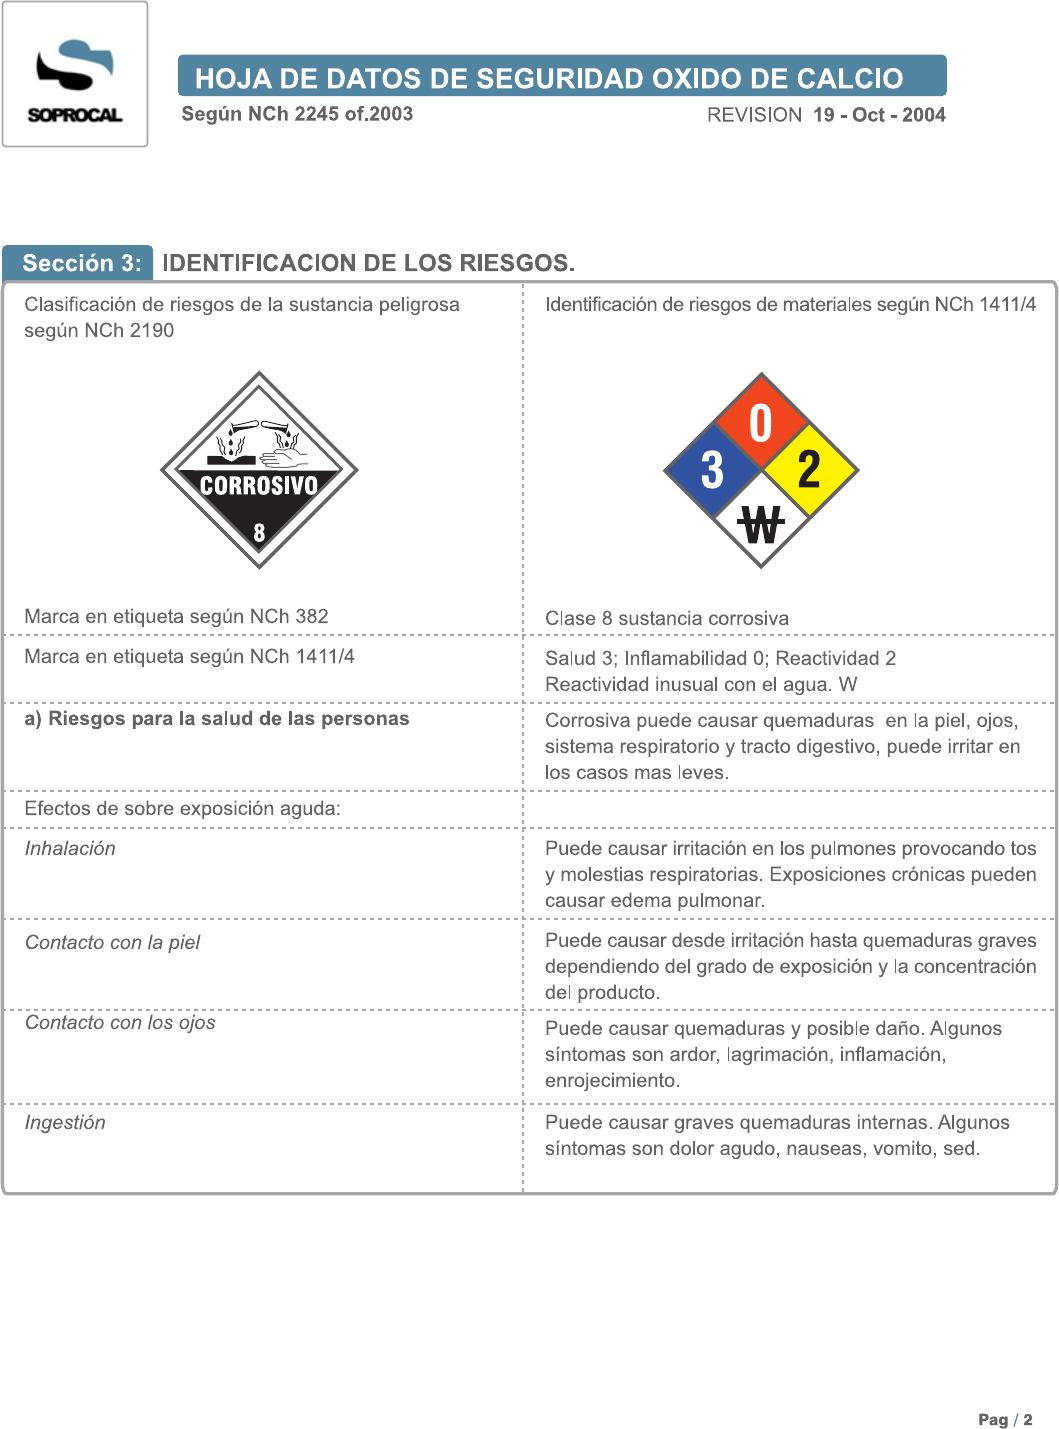 SOPROCAL
HOJA DE DATOS DE SEGURIDAD OXIDO DE CALCIO
Según NCh 2245 of.2003
REVISION 19 - Oct - 2004
Sección 3: IDENTIFICACION DE LOS RIESGOS.
Clasificación de riesgos de la sustancia peligrosa
según NCh 2190
Identificación de riesgos de materiales según NCh 1411/4
CORROSIVO
8
0
3
2
W
Marca en etiqueta según NCh 382
Clase 8 sustancia corrosiva
Marca en etiqueta según NCh 1411/4
Salud 3; Inflamabilidad 0; Reactividad 2
Reactividad inusual con el agua. W
a) Riesgos para la salud de las personas
Corrosiva puede causar quemaduras en la piel, ojos,
sistema respiratorio y tracto digestivo, puede irritar en
los casos mas leves.
Efectos de sobre exposición aguda:
Inhalación
Puede causar irritación en los pulmones provocando tos
y molestias respiratorias. Exposiciones crónicas pueden
causar edema pulmonar.
Contacto con la piel
Puede causar desde irritación hasta quemaduras graves
dependiendo del grado de exposición y la concentración
del producto.
Contacto con los ojos
Puede causar quemaduras y posible daño. Algunos
síntomas son ardor, lagrimación, inflamación,
enrojecimiento.
Ingestión
Puede causar graves quemaduras internas. Algunos
síntomas son dolor agudo, nauseas, vomito, sed.
Pag / 2